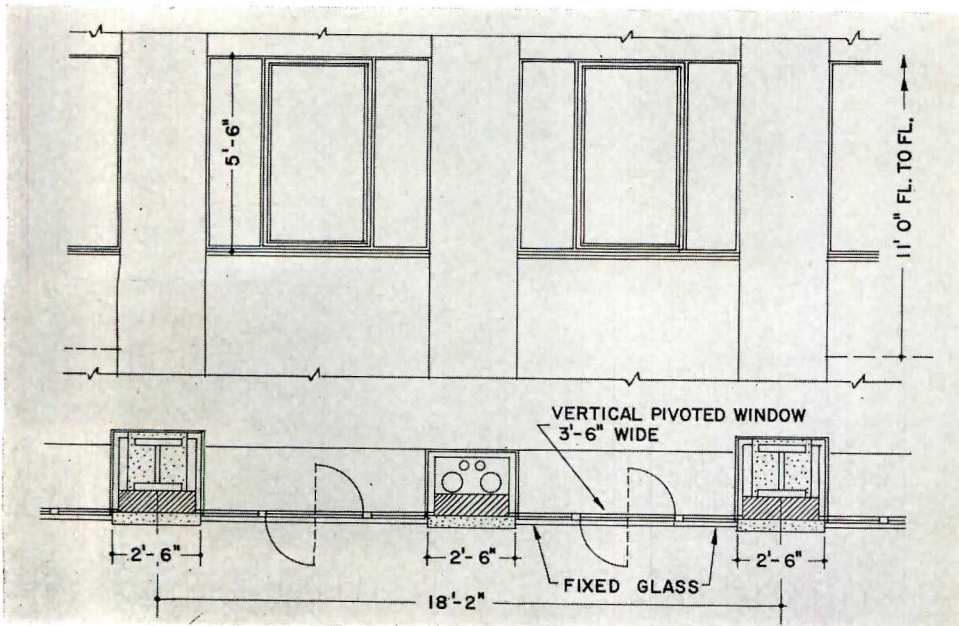 5'-6"
11' 0" FL. TO FL.
VERTICAL PIVOTED WINDOW
3'-6" WIDE
2'-6"
2'-6"
2'-6"
FIXED GLASS
18'-2"